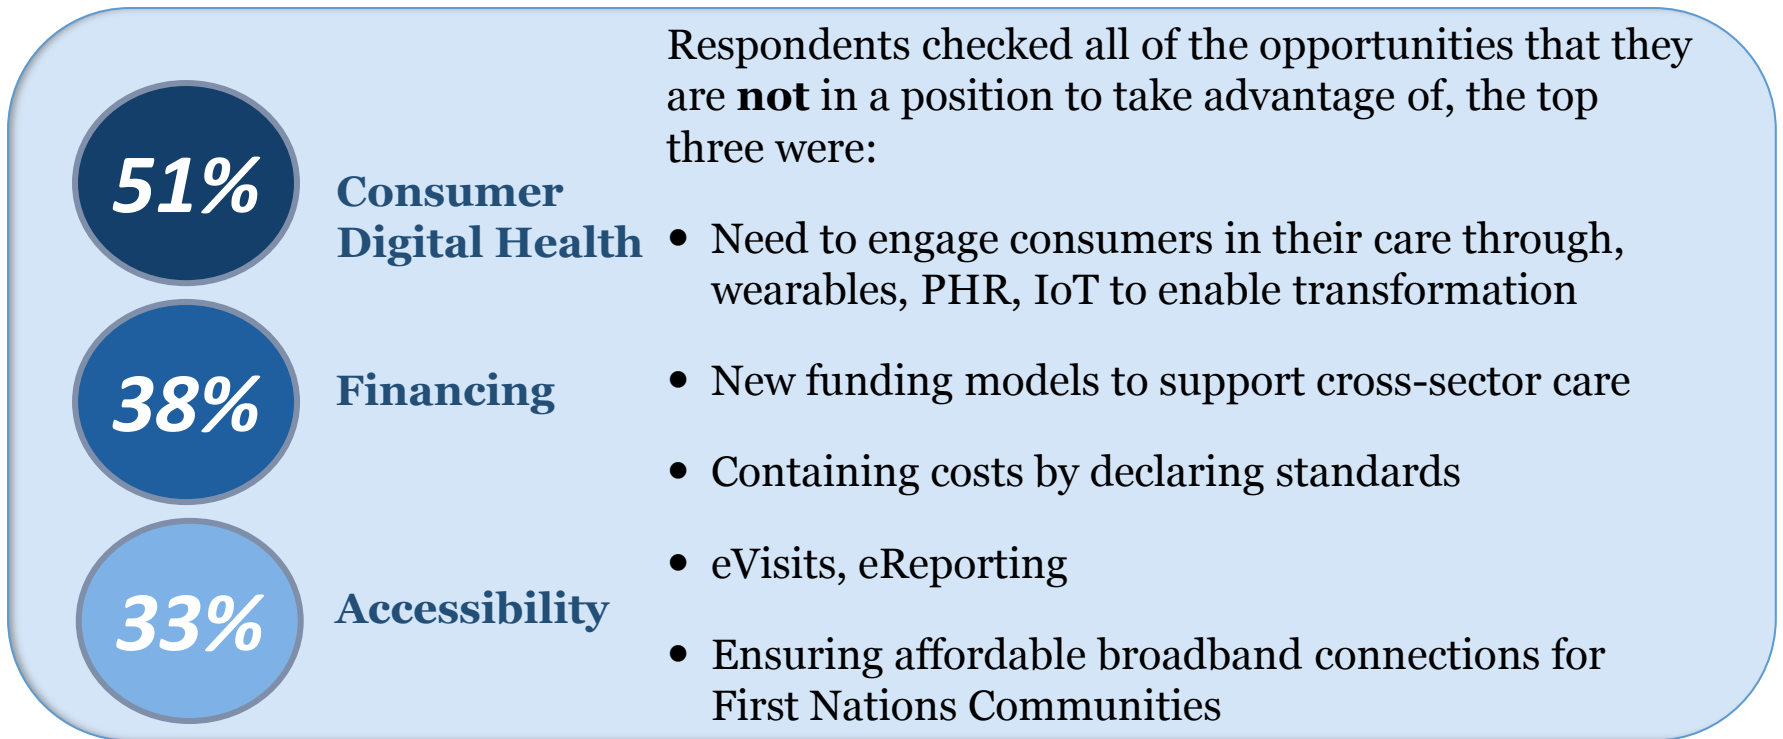 Respondents checked all of the opportunities that they
are not in a position to take advantage of, the top
three were:
51%
Consumer
Digital Health
• Need to engage consumers in their care through,
wearables, PHR, IoT to enable transformation
38%
Financing
• New funding models to support cross-sector care
• Containing costs by declaring standards
33%
Accessibility
• eVisits, eReporting
• Ensuring affordable broadband connections for
First Nations Communities